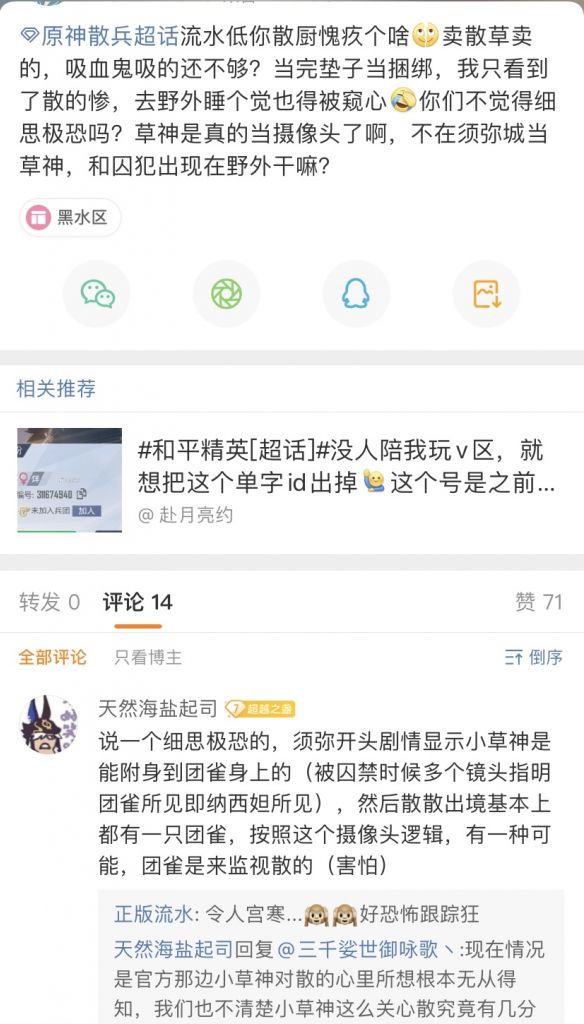 原神散兵超话流水低你散厨愧疚个啥卖散草卖
的，吸血鬼吸的还不够？当完垫子当捆绑，我只看到
了散的惨，去野外睡个觉也得被窥心你们不觉得细
思极恐吗？草神是真的当摄像头了啊，不在须弥城当
草神，和囚犯出现在野外干嘛？
黑水区
相关推荐
编号: 311674940
未加入兵团 加入
#和平精英[超话]#没人陪我玩v区，就
想把这个单字id出掉这个号是之前...
@ 赴月亮约
转发 0 评论 14 赞 71
全部评论 只看博主 倒序
天然海盐起司 7 超越之盏
说一个细思极恐的，须弥开头剧情显示小草神是
能附身到团雀身上的（被囚禁时候多个镜头指明
团雀所见即纳西妲所见），然后散散出境基本上
都有一只团雀，按照这个摄像头逻辑，有一种可
能，团雀是来监视散的（害怕）
正版流水: 令人宫寒...好恐怖跟踪狂
天然海盐起司回复@三千娑世御咏歌丶:现在情况
是官方那边小草神对散的心里所想根本无从得
知，我们也不清楚小草神这么关心散究竟有几分